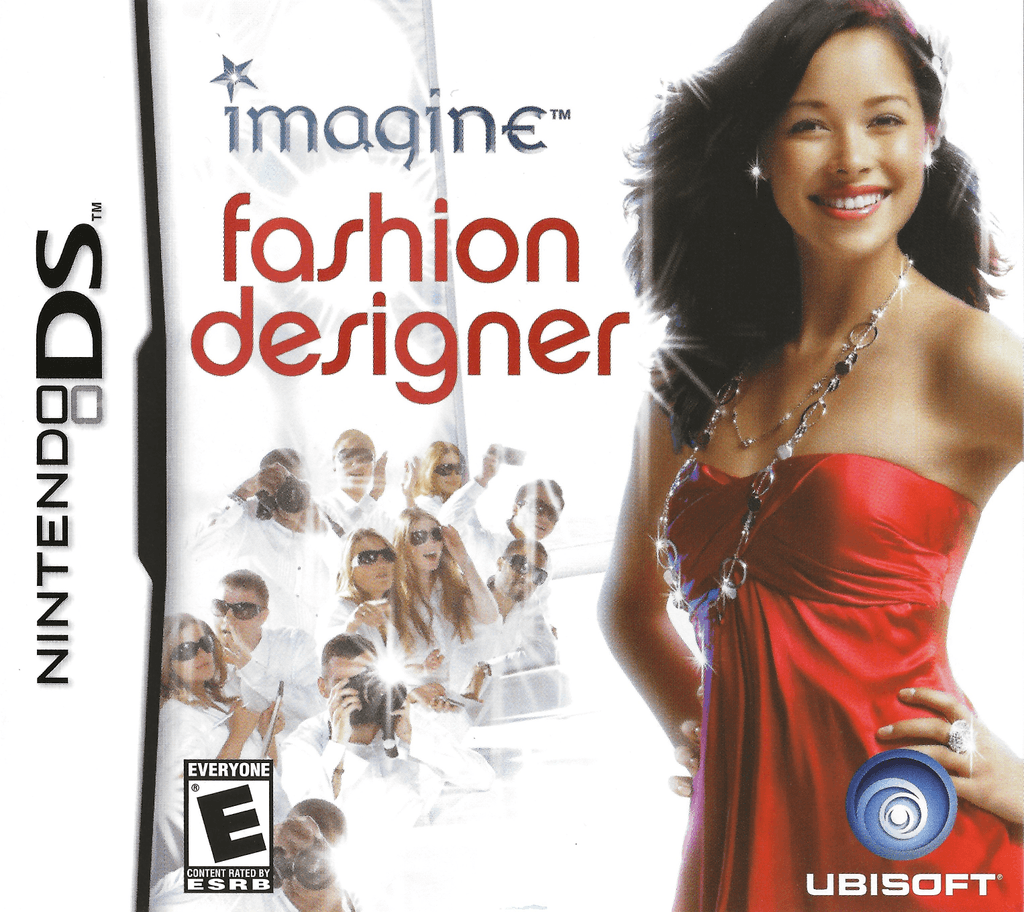 NINTENDO DS™
imagine™
fashion
designer
EVERYONE
®
E
CONTENT RATED BY
ESRB
UBISOFT®